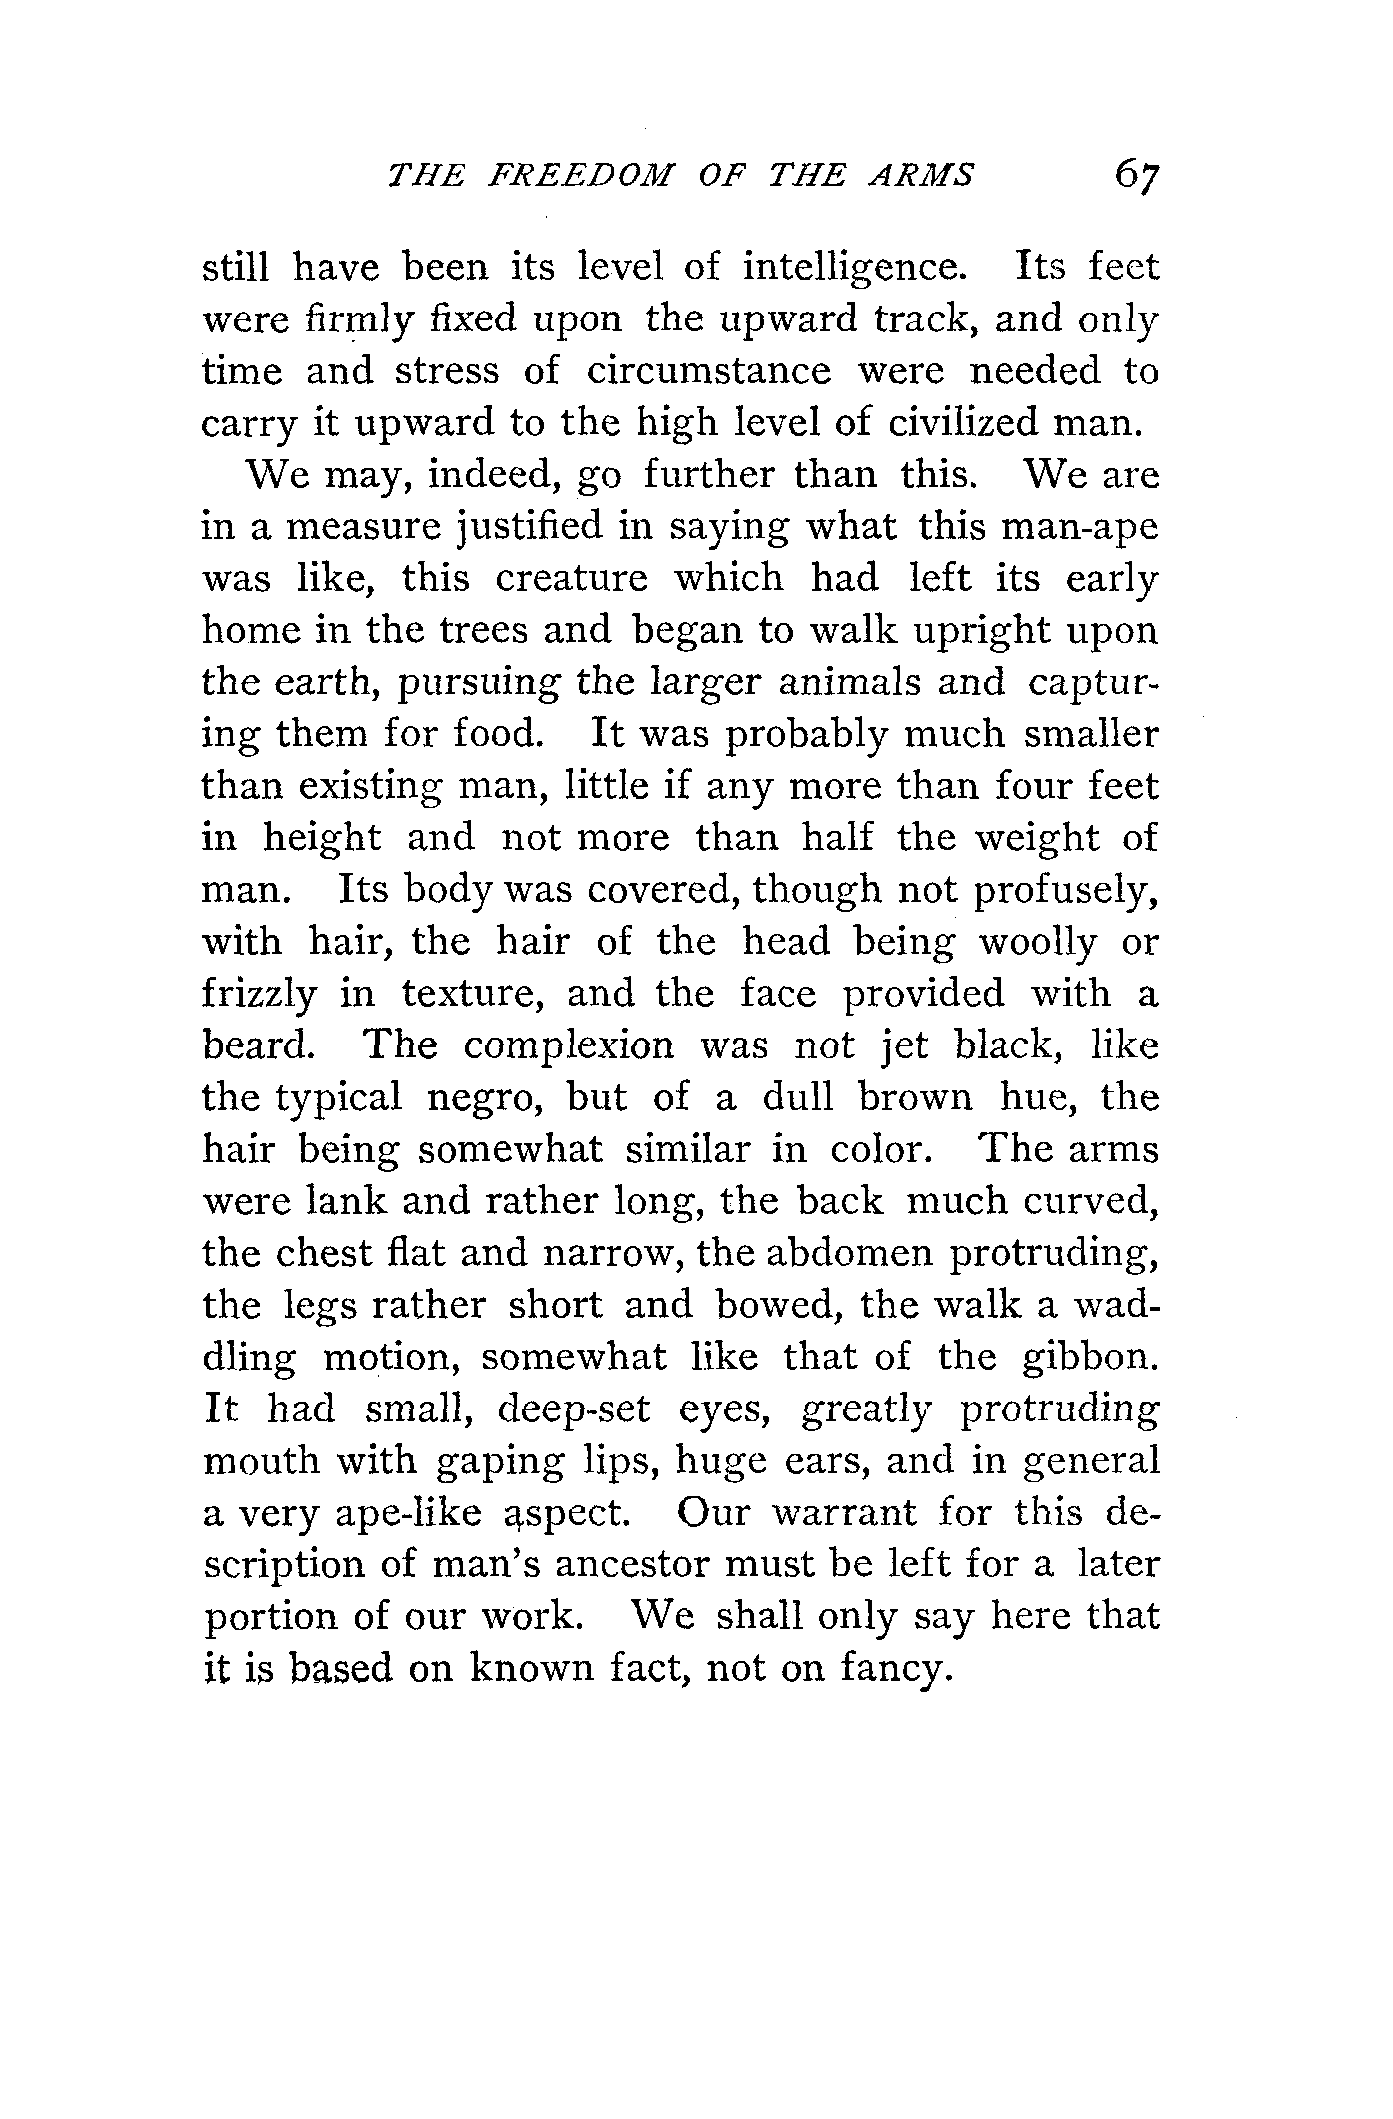 THE FREEDOM OF THE ARMS 67
still have been its level of intelligence. Its feet
were firmly fixed upon the upward track, and only
time and stress of circumstance were needed to
carry it upward to the high level of civilized man.
We may, indeed, go further than this. We are
in a measure justified in saying what this man-ape
was like, this creature which had left its early
home in the trees and began to walk upright upon
the earth, pursuing the larger animals and captur-
ing them for food. It was probably much smaller
than existing man, little if any more than four feet
in height and not more than half the weight of
man. Its body was covered, though not profusely,
with hair, the hair of the head being woolly or
frizzly in texture, and the face provided with a
beard. The complexion was not jet black, like
the typical negro, but of a dull brown hue, the
hair being somewhat similar in color. The arms
were lank and rather long, the back much curved,
the chest flat and narrow, the abdomen protruding,
the legs rather short and bowed, the walk a wad-
dling motion, somewhat like that of the gibbon.
It had small, deep-set eyes, greatly protruding
mouth with gaping lips, huge ears, and in general
a very ape-like aspect. Our warrant for this de-
scription of man's ancestor must be left for a later
portion of our work. We shall only say here that
it is based on known fact, not on fancy.